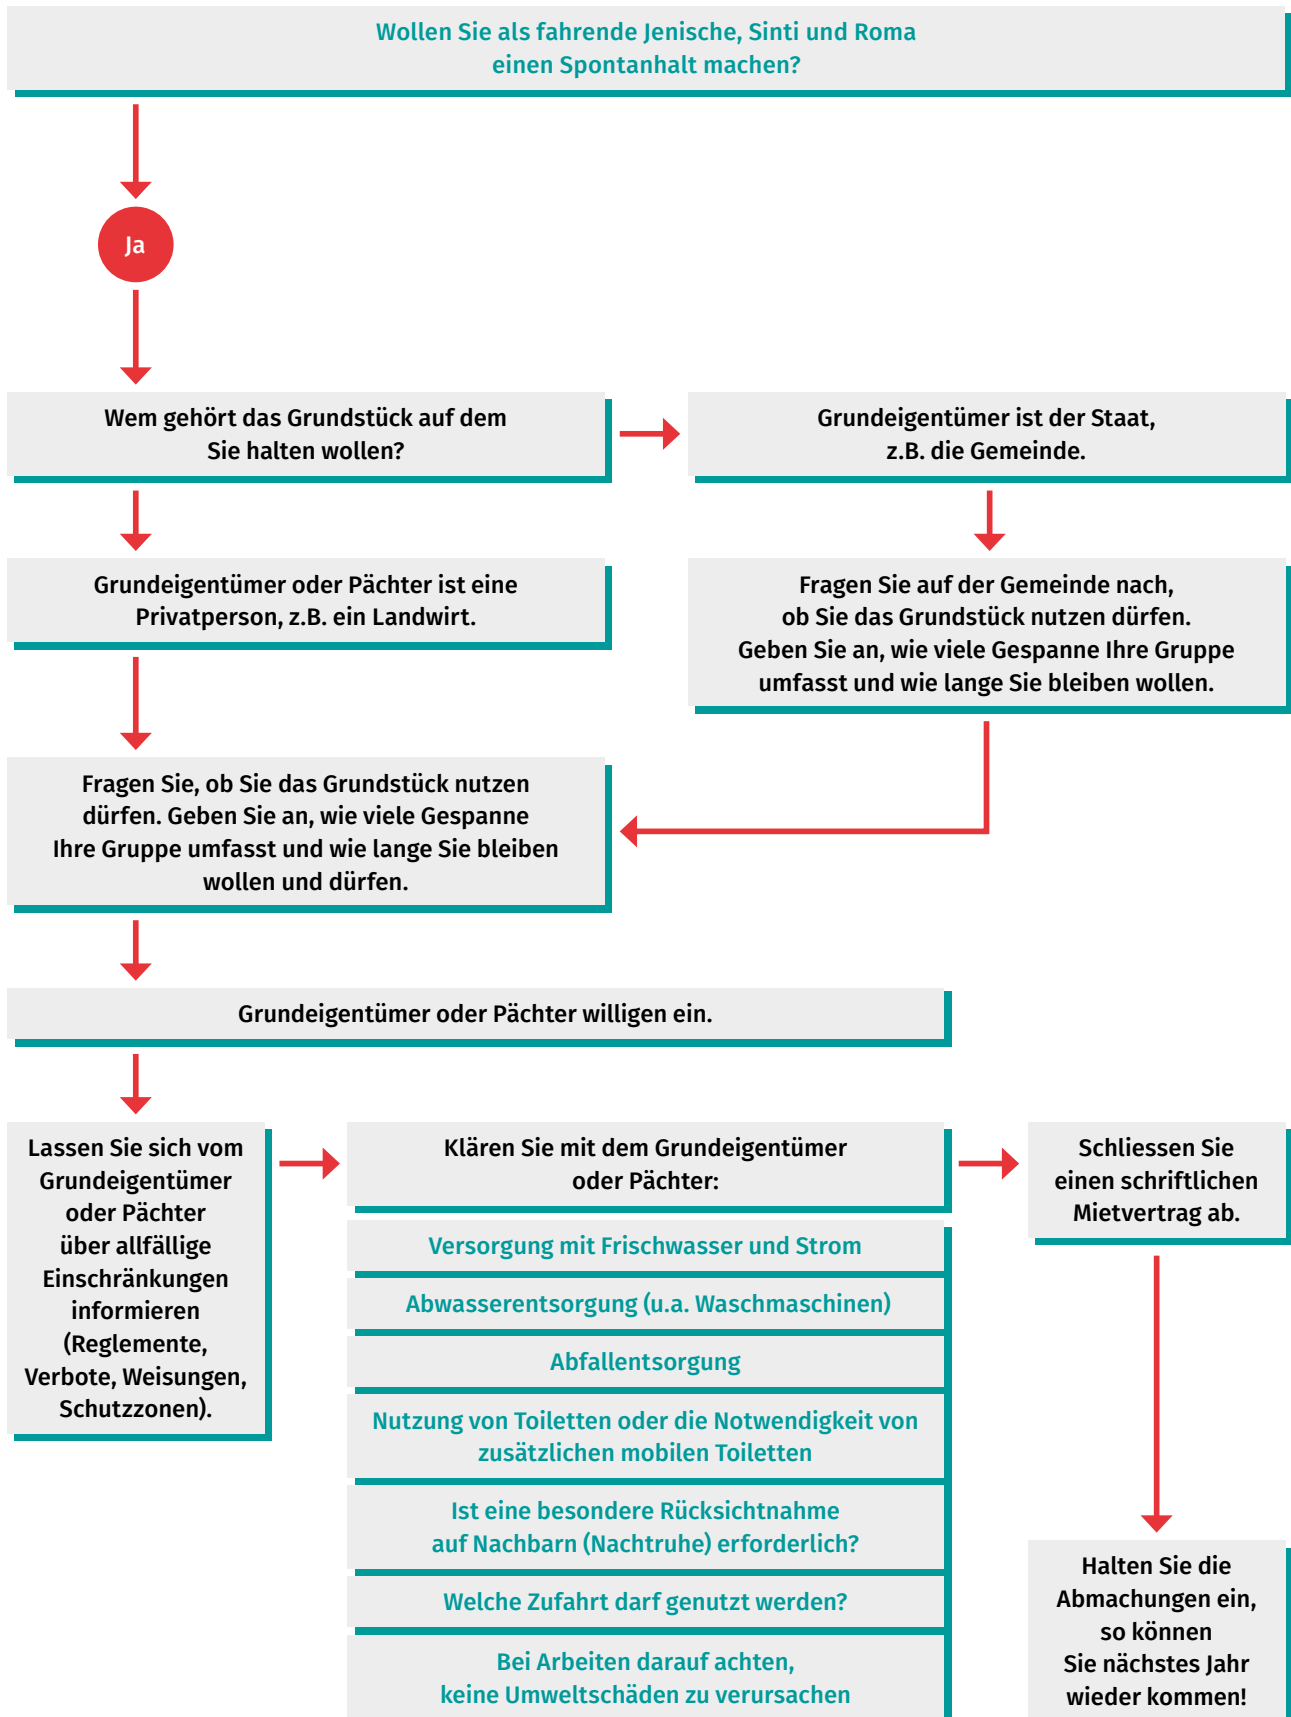 Wollen Sie als fahrende Jenische, Sinti und Roma
einen Spontanhalt machen?
Ja
Wem gehört das Grundstück auf dem
Sie halten wollen?
Grundeigentümer ist der Staat,
z.B. die Gemeinde.
Grundeigentümer oder Pächter ist eine
Privatperson, z.B. ein Landwirt.
Fragen Sie auf der Gemeinde nach,
ob Sie das Grundstück nutzen dürfen.
Geben Sie an, wie viele Gespanne Ihre Gruppe
umfasst und wie lange Sie bleiben wollen.
Fragen Sie, ob Sie das Grundstück nutzen
dürfen. Geben Sie an, wie viele Gespanne
Ihre Gruppe umfasst und wie lange Sie bleiben
wollen und dürfen.
Grundeigentümer oder Pächter willigen ein.
Lassen Sie sich vom
Grundeigentümer
oder Pächter
über allfällige
Einschränkungen
informieren
(Reglemente,
Verbote, Weisungen,
Schutzzonen).
Klären Sie mit dem Grundeigentümer
oder Pächter:
Versorgung mit Frischwasser und Strom
Abwasserentsorgung (u.a. Waschmaschinen)
Abfallentsorgung
Nutzung von Toiletten oder die Notwendigkeit von
zusätzlichen mobilen Toiletten
Ist eine besondere Rücksichtnahme
auf Nachbarn (Nachtruhe) erforderlich?
Welche Zufahrt darf genutzt werden?
Bei Arbeiten darauf achten,
keine Umweltschäden zu verursachen
Schliessen Sie
einen schriftlichen
Mietvertrag ab.
Halten Sie die
Abmachungen ein,
so können
Sie nächstes Jahr
wieder kommen!